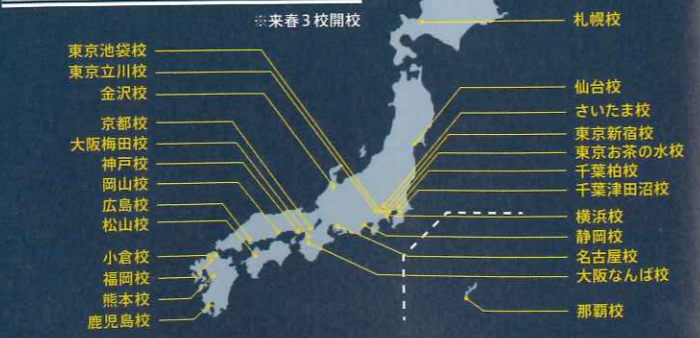 ※来春3校開校
東京池袋校
東京立川校
金沢校
京都校
大阪梅田校
神戸校
岡山校
広島校
松山校
小倉校
福岡校
熊本校
鹿児島校
札幌校
仙台校
さいたま校
東京新宿校
東京お茶の水校
千葉柏校
千葉津田沼校
横浜校
静岡校
名古屋校
大阪なんば校
那覇校